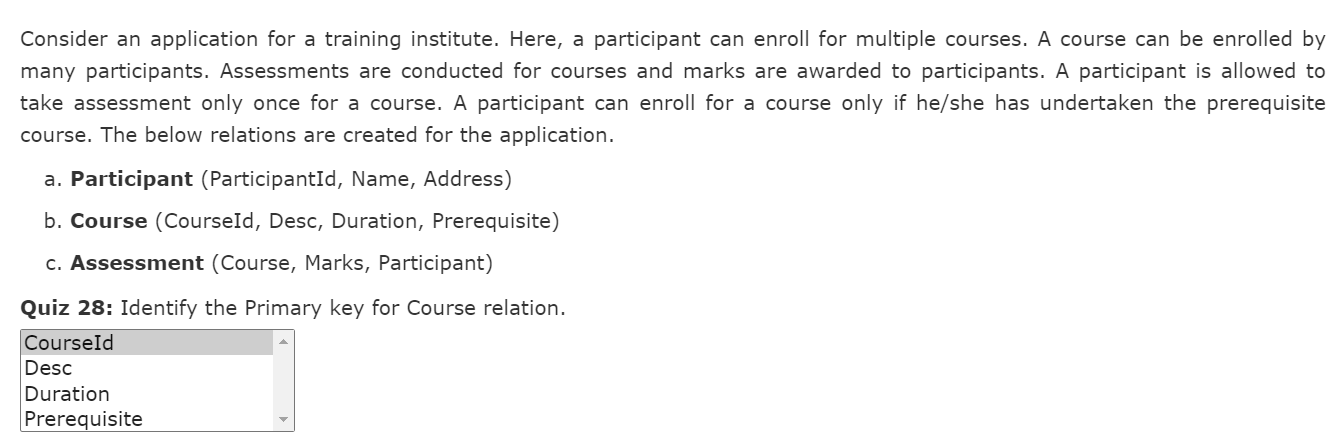 Consider an application for a training institute. Here, a participant can enroll for multiple courses. A course can be enrolled by
many participants. Assessments are conducted for courses and marks are awarded to participants. A participant is allowed to
take assessment only once for a course. A participant can enroll for a course only if he/she has undertaken the prerequisite
course. The below relations are created for the application.
a. Participant (ParticipantId, Name, Address)
b. Course (CourseId, Desc, Duration, Prerequisite)
c. Assessment (Course, Marks, Participant)
Quiz 28: Identify the Primary key for Course relation.
CourseId
Desc
Duration
Prerequisite